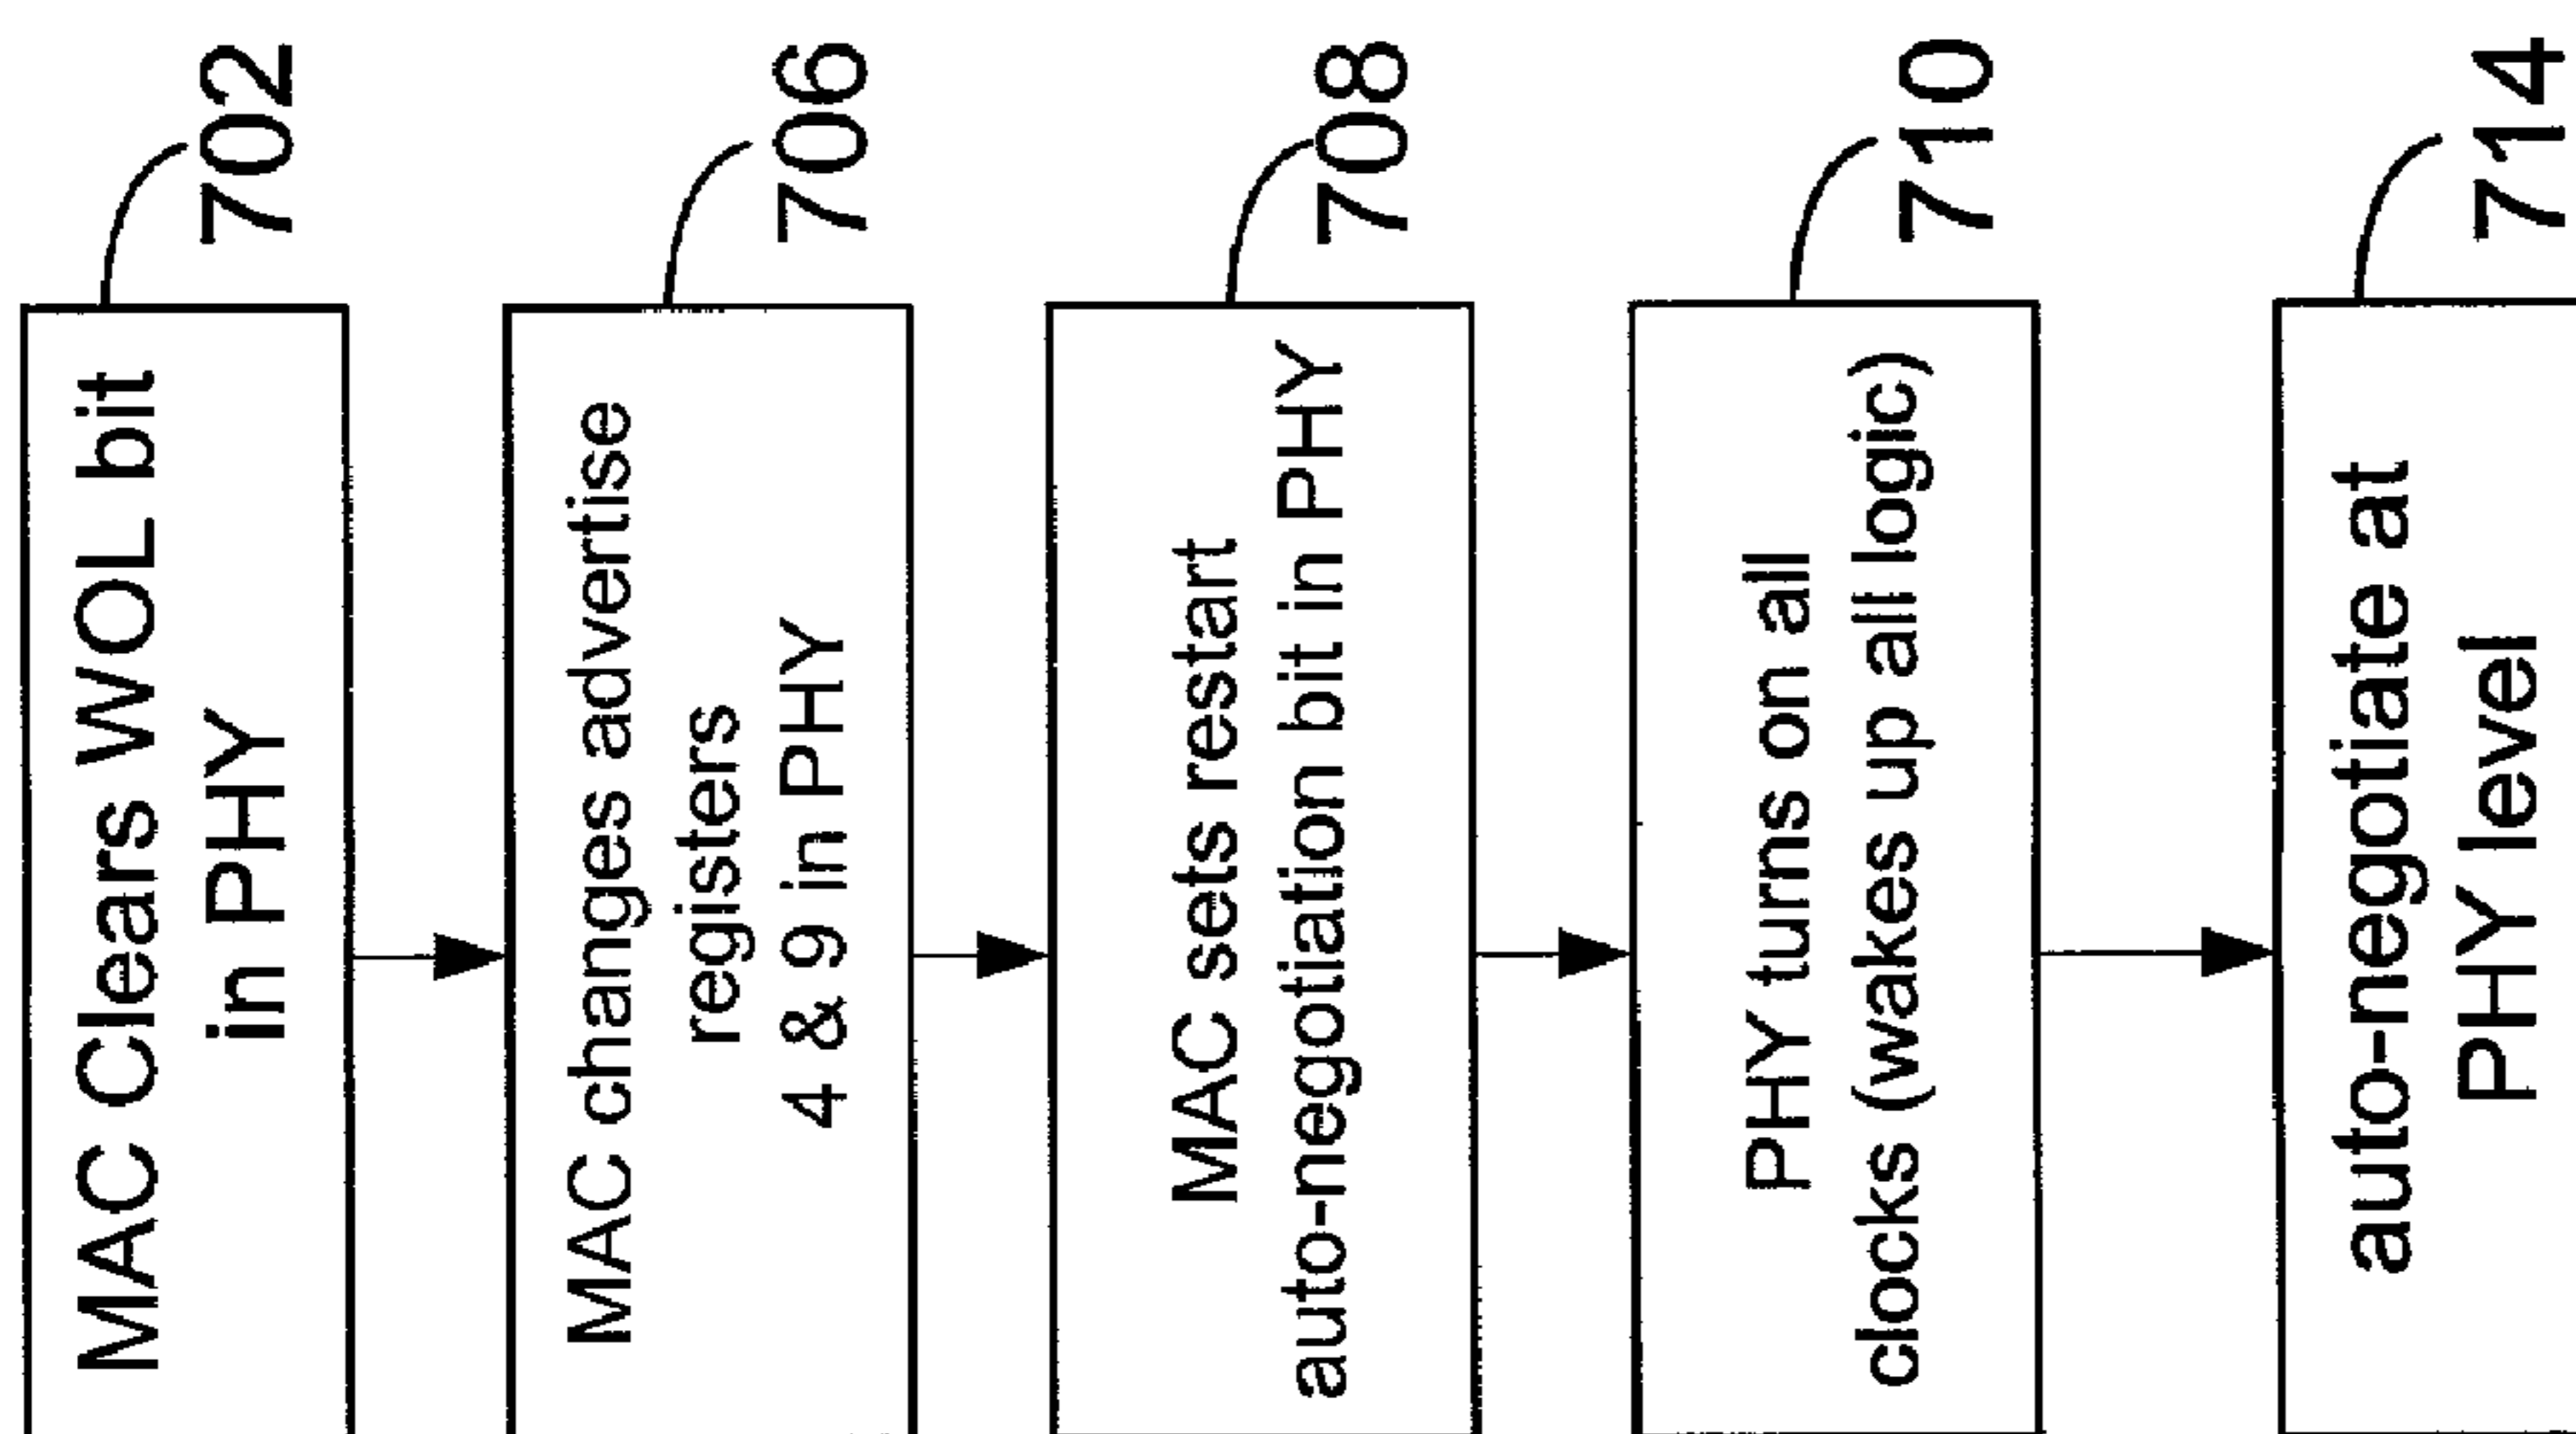 MAC Clears WOL bit
in PHY
702
MAC changes advertise
registers
4 & 9 in PHY
706
MAC sets restart
auto-negotiation bit in PHY
708
PHY turns on all
clocks (wakes up all logic)
710
auto-negotiate at
PHY level
714